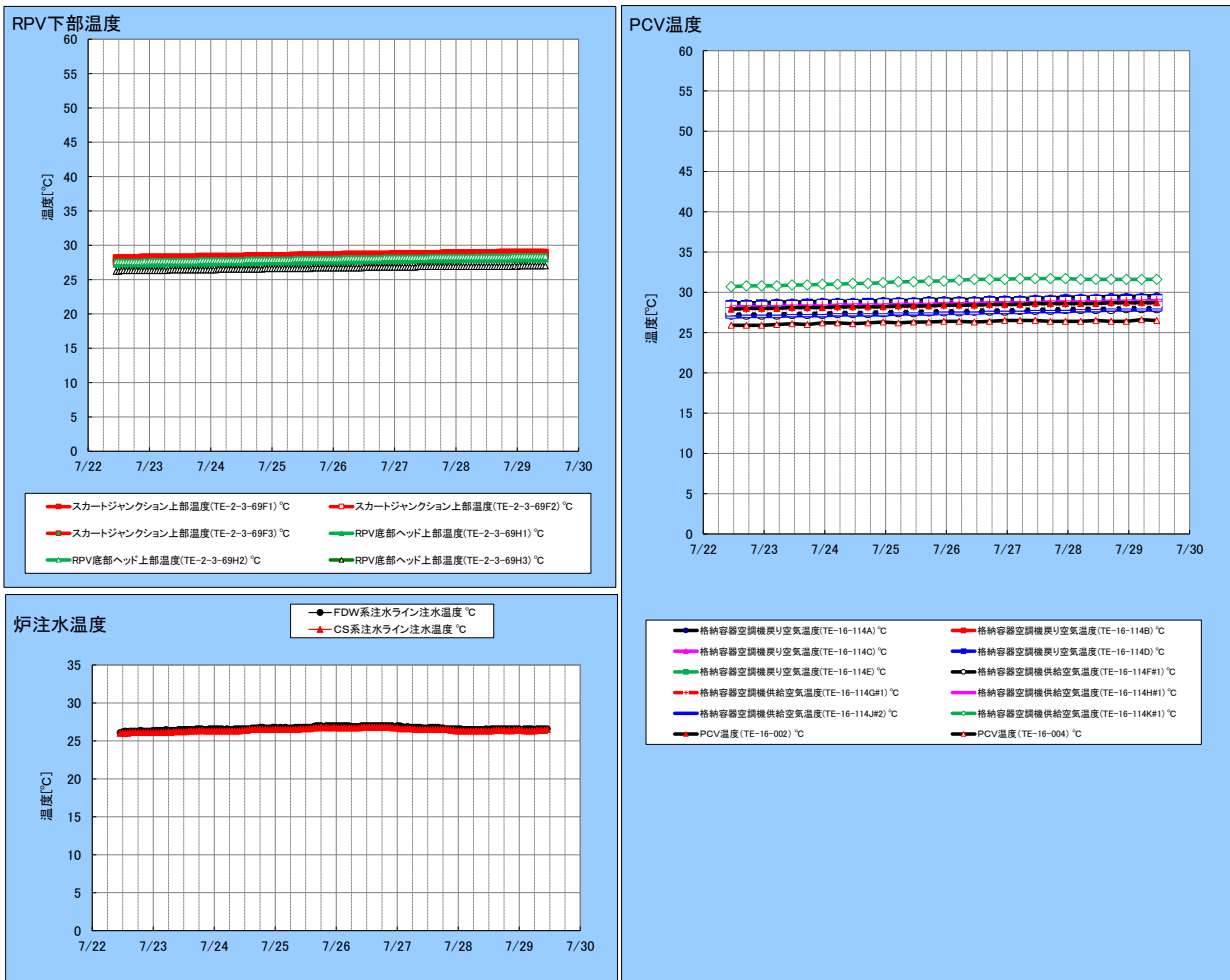 RPV下部温度
60
55
50
45
40
35
30
25
20
15
10
5
0
温度[℃]
7/22 7/23 7/24 7/25 7/26 7/27 7/28 7/29 7/30
スカートジャンクション上部温度(TE-2-3-69F1) ℃ スカートジャンクション上部温度(TE-2-3-69F2) ℃
スカートジャンクション上部温度(TE-2-3-69F3) ℃ RPV底部ヘッド上部温度(TE-2-3-69H1) ℃
RPV底部ヘッド上部温度(TE-2-3-69H2) ℃ RPV底部ヘッド上部温度(TE-2-3-69H3) ℃
炉注水温度
FDW系注水ライン注水温度 ℃
CS系注水ライン注水温度 ℃
35
30
25
20
15
10
5
0
温度[℃]
7/22 7/23 7/24 7/25 7/26 7/27 7/28 7/29 7/30
PCV温度
60
55
50
45
40
35
30
25
20
15
10
5
0
温度[℃]
7/22 7/23 7/24 7/25 7/26 7/27 7/28 7/29 7/30
格納容器空調機戻り空気温度(TE-16-114A) ℃ 格納容器空調機戻り空気温度(TE-16-114B) ℃
格納容器空調機戻り空気温度(TE-16-114C) ℃ 格納容器空調機戻り空気温度(TE-16-114D) ℃
格納容器空調機戻り空気温度(TE-16-114E) ℃ 格納容器空調機供給空気温度(TE-16-114F#1) ℃
格納容器空調機供給空気温度(TE-16-114G#1) ℃ 格納容器空調機供給空気温度(TE-16-114H#1) ℃
格納容器空調機供給空気温度(TE-16-114J#2) ℃ 格納容器空調機供給空気温度(TE-16-114K#1) ℃
PCV温度(TE-16-002) ℃ PCV温度(TE-16-004) ℃